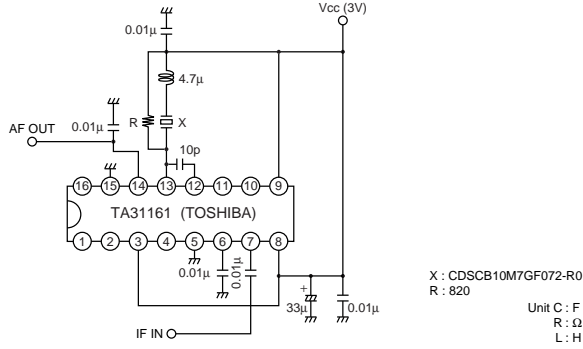 Vcc (3V)
0.01μ
4.7μ
0.01μ
R
X
AF OUT
10p
16 15 14 13 12 11 10 9
TA31161 (TOSHIBA)
1 2 3 4 5 6 7 8
0.01μ
0.01μ
+
33μ
0.01μ
IF IN
X : CDSCB10M7GF072-R0
R : 820
Unit C : F
R : Ω
L : H